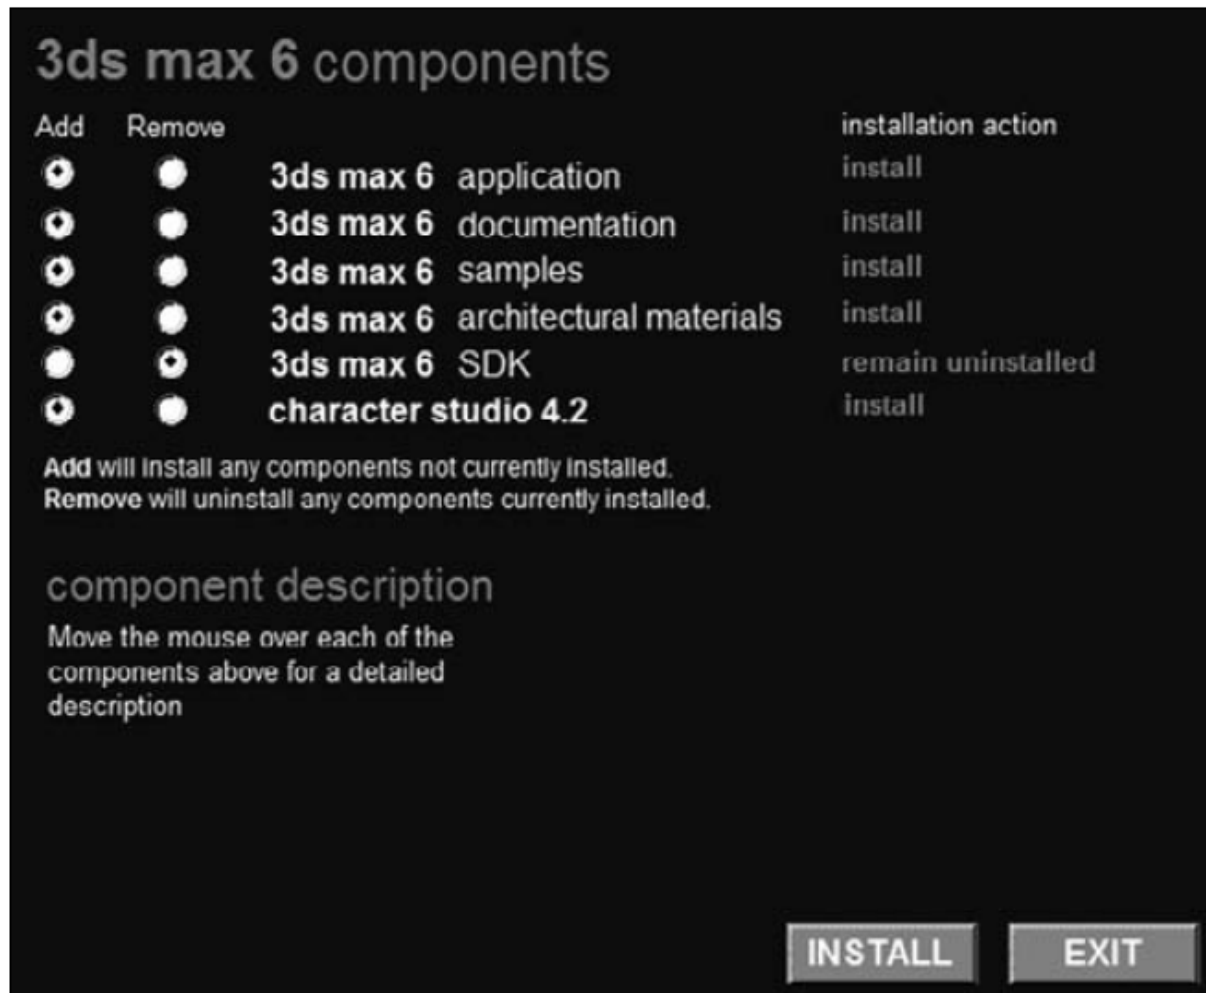 3ds max 6 components
Add Remove installation action
3ds max 6 application install
3ds max 6 documentation install
3ds max 6 samples install
3ds max 6 architectural materials install
3ds max 6 SDK remain uninstalled
character studio 4.2 install
Add will install any components not currently installed.
Remove will uninstall any components currently installed.
component description
Move the mouse over each of the
components above for a detailed
description
INSTALL EXIT